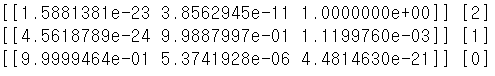 [[1.5881381e-23 3.8562945e-11 1.0000000e+00]] [2]
[[4.5618789e-24 9.9887997e-01 1.1199760e-03]] [1]
[[9.9999464e-01 5.3741928e-06 4.4814630e-21]] [0]